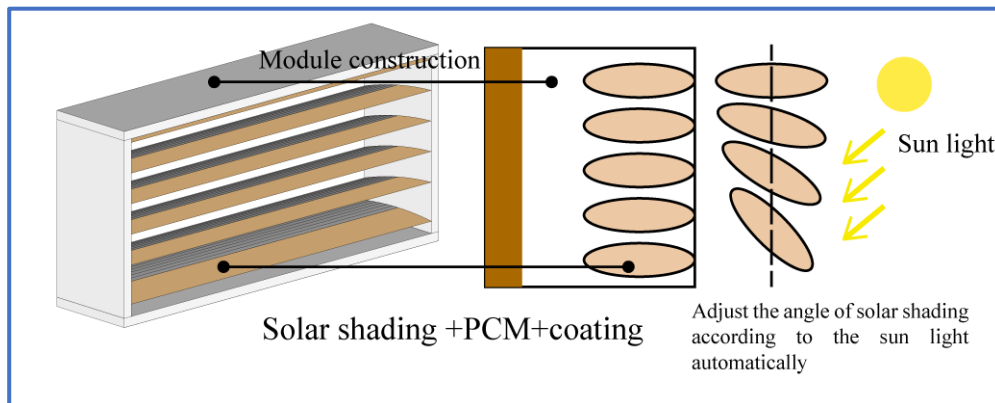 Module construction
Sun light
Solar shading +PCM+coating
Adjust the angle of solar shading
according to the sun light
automatically